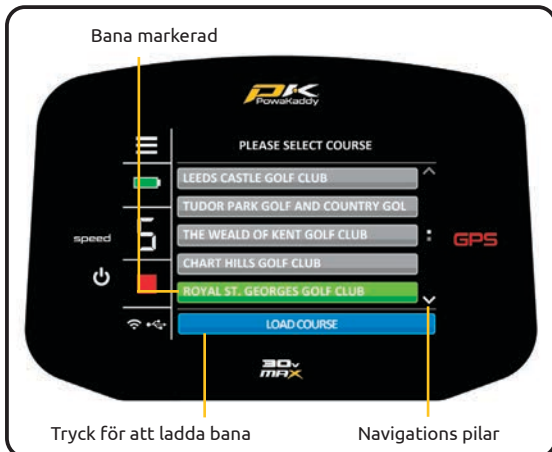 Bana markerad
PK
PowaKaddy
PLEASE SELECT COURSE
LEEDS CASTLE GOLF CLUB
TUDOR PARK GOLF AND COUNTRY GOL
speed
5
THE WEALD OF KENT GOLF CLUB
GPS
CHART HILLS GOLF CLUB
ROYAL ST. GEORGES GOLF CLUB
LOAD COURSE
30V
MAX
Tryck för att ladda bana
Navigations pilar